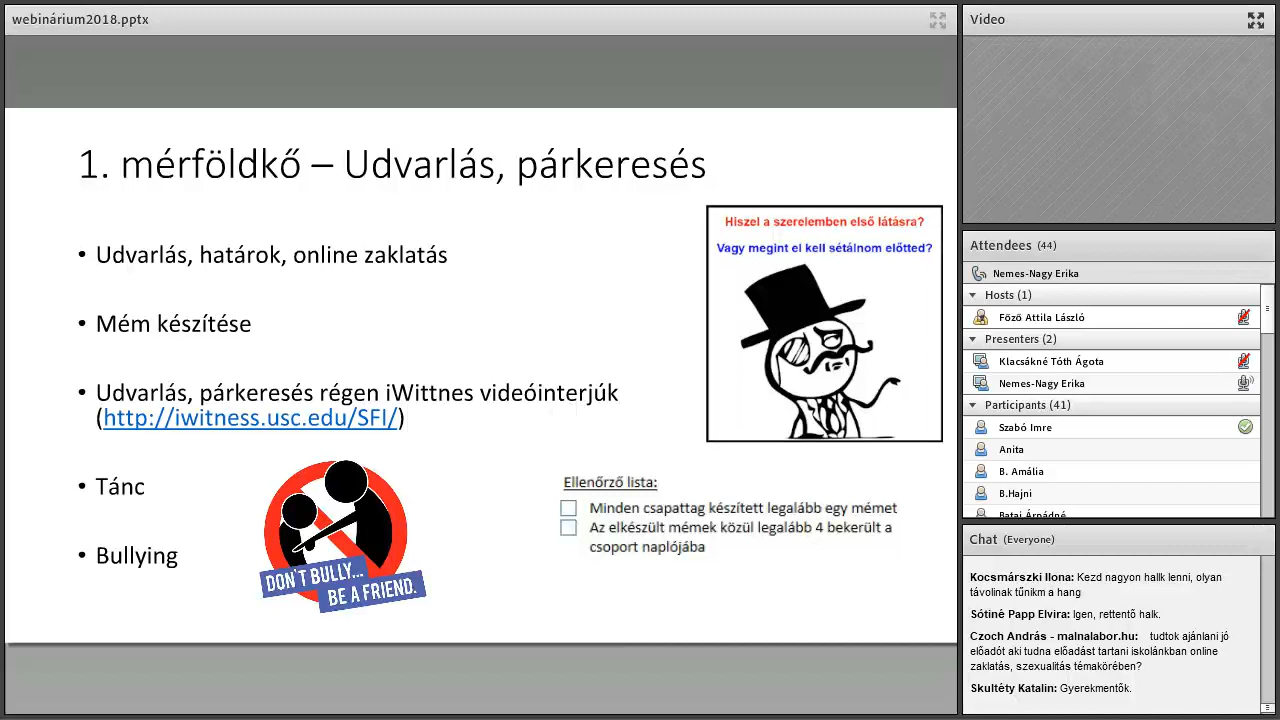 webinárium2018.pptx
1. mérföldkő – Udvarlás, párkeresés
• Udvarlás, határok, online zaklatás
• Mém készítése
• Udvarlás, párkeresés régen iWittnes videóinterjúk
(http://iwitness.usc.edu/SFI/)
• Tánc
• Bullying
DON'T BULLY...
BE A FRIEND.
Hiszel a szerelemben első látásra?
Vagy megint el kell sétálnom előtted?
Ellenőrző lista:
Minden csapattag készített legalább egy mémet
Az elkészült mémek közül legalább 4 bekerült a
csoport naplójába
Video
Attendees (44)
Nemes-Nagy Erika
Hosts (1)
Főző Attila László
Presenters (2)
Klacsákné Tóth Ágota
Nemes-Nagy Erika
Participants (41)
Szabó Imre
Anita
B. Amália
B.Hajni
Bataj Árpádné
Chat (Everyone)
Kocsmárszki Ilona: Kezd nagyon hallk lenni, olyan
távolinak tűnikm a hang
Sótiné Papp Elvira: Igen, rettentő halk.
Czoch András - malnalabor.hu: tudtok ajánlani jó
előadót aki tudna előadást tartani iskolánkban online
zaklatás, szexualitás témakörében?
Skultéty Katalin: Gyerekmentők.